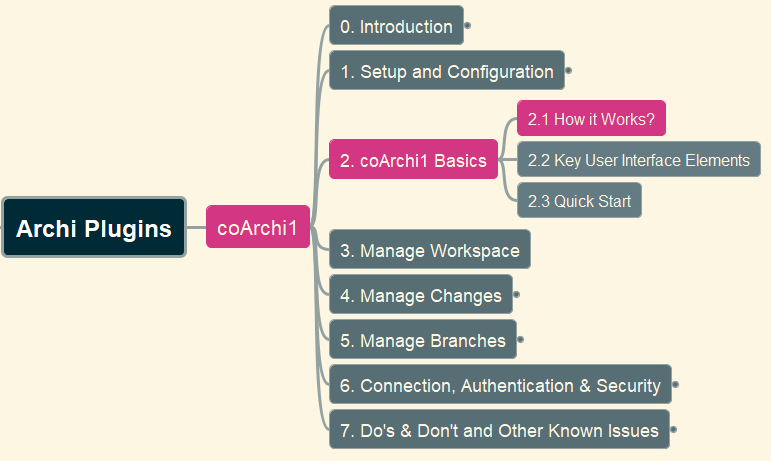 Archi Plugins
coArchi1
0. Introduction
1. Setup and Configuration
2. coArchi1 Basics
2.1 How it Works?
2.2 Key User Interface Elements
2.3 Quick Start
3. Manage Workspace
4. Manage Changes
5. Manage Branches
6. Connection, Authentication & Security
7. Do's & Don't and Other Known Issues